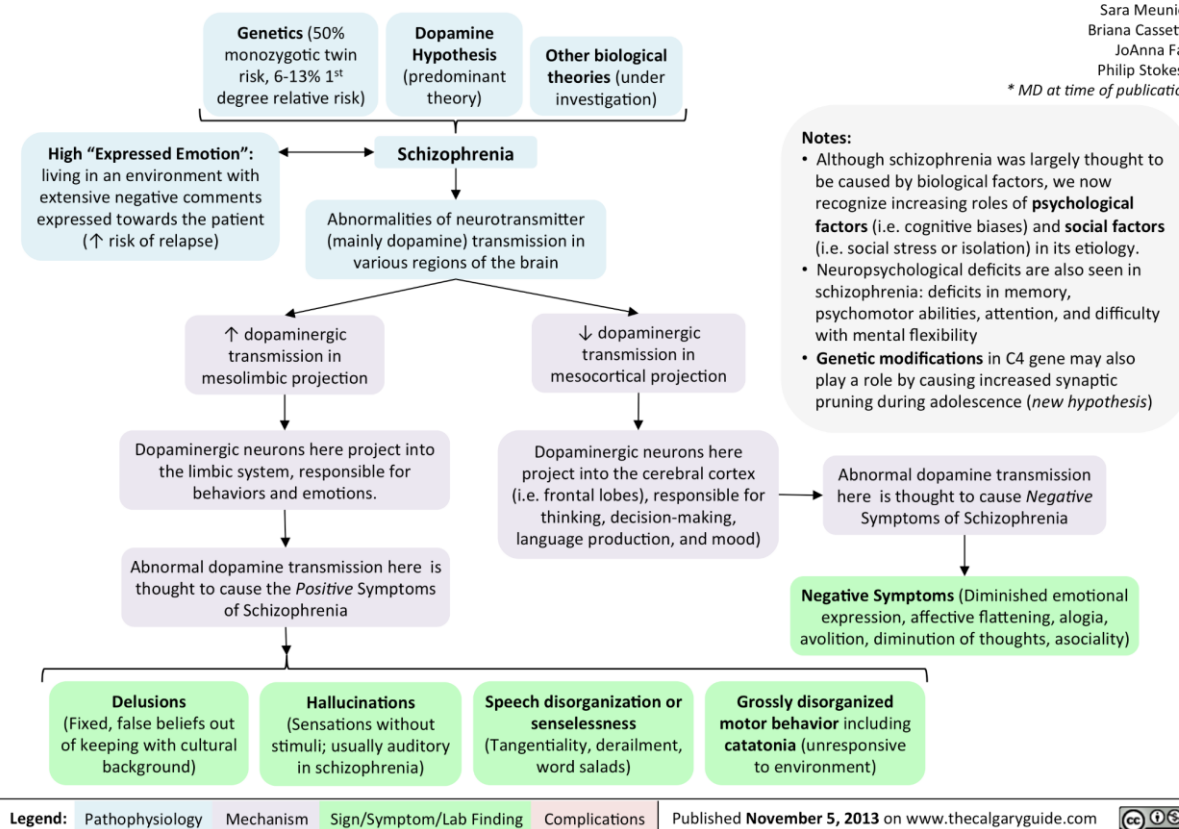 Sara Meunie
Briana Casset
JoAnna Fa
Philip Stokes
* MD at time of publicatio
Genetics (50%
monozygotic twin
risk, 6-13% 1st
degree relative risk)
Dopamine
Hypothesis
(predominant
theory)
Other biological
theories (under
investigation)
High “Expressed Emotion”:
living in an environment with
extensive negative comments
expressed towards the patient
(↑ risk of relapse)
Schizophrenia
Abnormalities of neurotransmitter
(mainly dopamine) transmission in
various regions of the brain
Notes:
• Although schizophrenia was largely thought to
be caused by biological factors, we now
recognize increasing roles of psychological
factors (i.e. cognitive biases) and social factors
(i.e. social stress or isolation) in its etiology.
• Neuropsychological deficits are also seen in
schizophrenia: deficits in memory,
psychomotor abilities, attention, and difficulty
with mental flexibility
• Genetic modifications in C4 gene may also
play a role by causing increased synaptic
pruning during adolescence (new hypothesis)
↑ dopaminergic
transmission in
mesolimbic projection
↓ dopaminergic
transmission in
mesocortical projection
Dopaminergic neurons here project into
the limbic system, responsible for
behaviors and emotions.
Dopaminergic neurons here
project into the cerebral cortex
(i.e. frontal lobes), responsible for
thinking, decision-making,
language production, and mood)
Abnormal dopamine transmission
here is thought to cause Negative
Symptoms of Schizophrenia
Abnormal dopamine transmission here is
thought to cause the Positive Symptoms
of Schizophrenia
Negative Symptoms (Diminished emotional
expression, affective flattening, alogia,
avolition, diminution of thoughts, asociality)
Delusions
(Fixed, false beliefs out
of keeping with cultural
background)
Hallucinations
(Sensations without
stimuli; usually auditory
in schizophrenia)
Speech disorganization or
senselessness
(Tangentiality, derailment,
word salads)
Grossly disorganized
motor behavior including
catatonia (unresponsive
to environment)
Legend: Pathophysiology Mechanism Sign/Symptom/Lab Finding Complications Published November 5, 2013 on www.thecalgaryguide.com